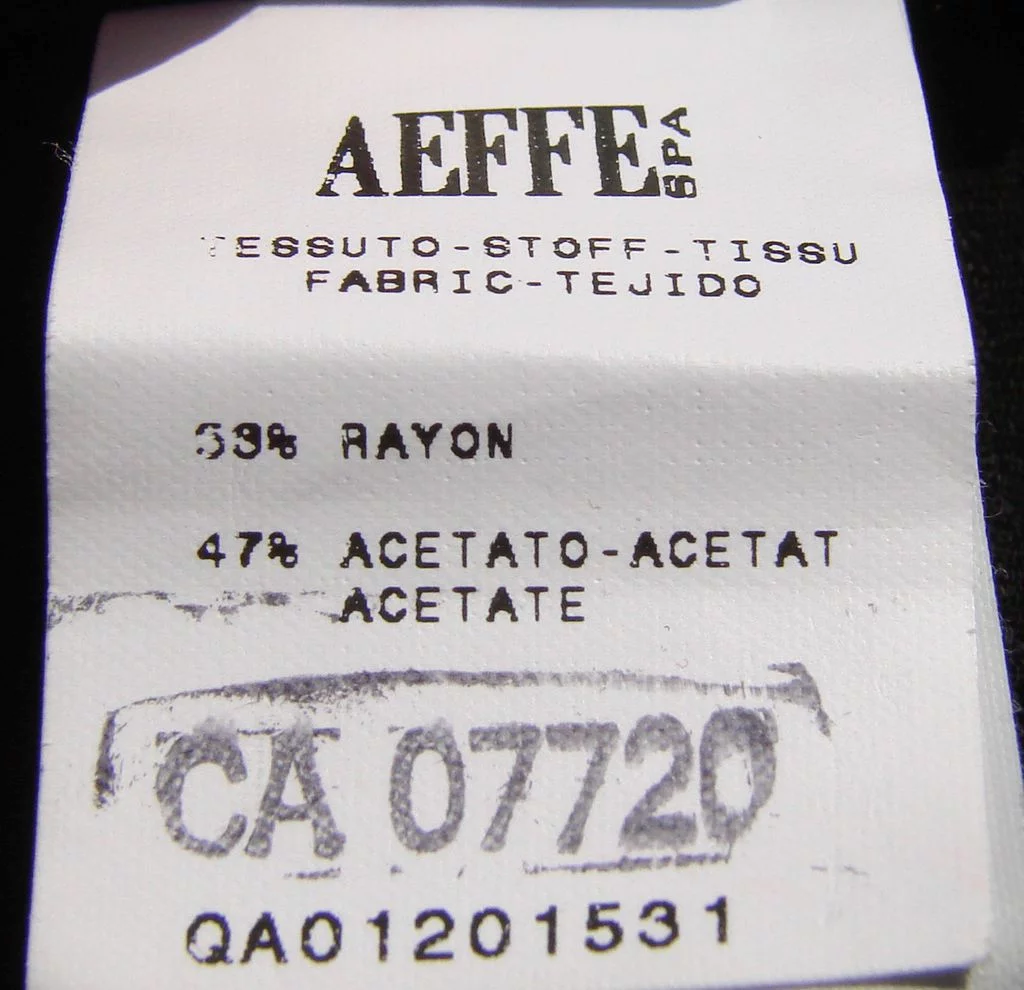 AEFFE SPA
TESSUTO-STOFF-TISSU
FABRIC-TEJIDO
53% RAYON
47% ACETATO-ACETAT
ACETATE
CA 07720
QA01201531